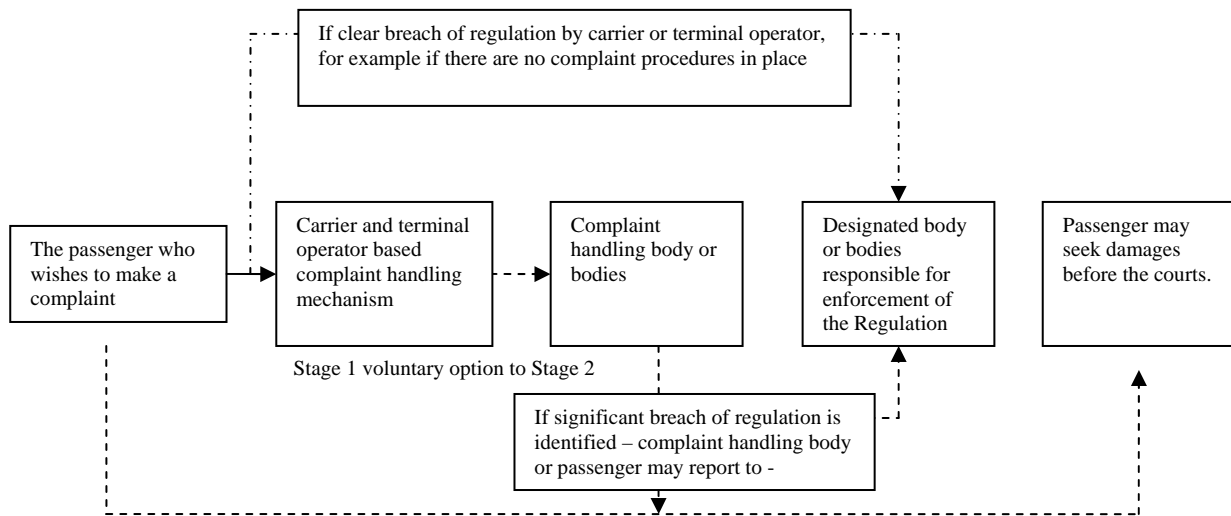 If clear breach of regulation by carrier or terminal operator,
for example if there are no complaint procedures in place
The passenger who
wishes to make a
complaint
Carrier and terminal
operator based
complaint handling
mechanism
Complaint
handling body or
bodies
Designated body
or bodies
responsible for
enforcement of
the Regulation
Passenger may
seek damages
before the courts.
Stage 1 voluntary option to Stage 2
If significant breach of regulation is
identified – complaint handling body
or passenger may report to -